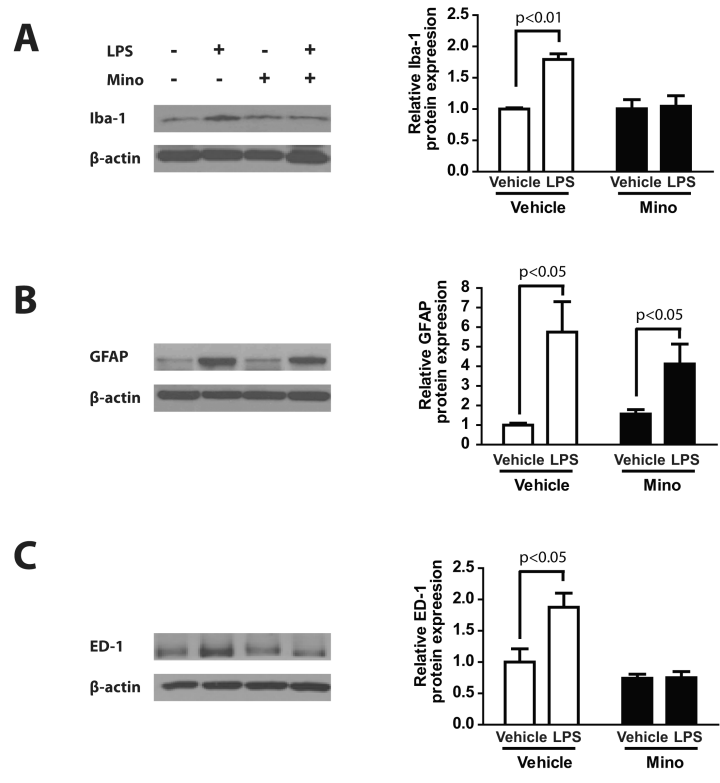 A
LPS - + - +
Mino - - + +
Iba-1
β-actin
Relative Iba-1
protein expreesion
2.5
2.0
1.5
1.0
0.5
0.0
p<0.01
Vehicle LPS Vehicle LPS
Vehicle Mino
B
GFAP
β-actin
Relative GFAP
protein expreesion
8
7
6
5
4
3
2
1
0
p<0.05
p<0.05
Vehicle LPS Vehicle LPS
Vehicle Mino
C
ED-1
β-actin
Relative ED-1
protein expreesion
2.5
2.0
1.5
1.0
0.5
0.0
p<0.05
Vehicle LPS Vehicle LPS
Vehicle Mino